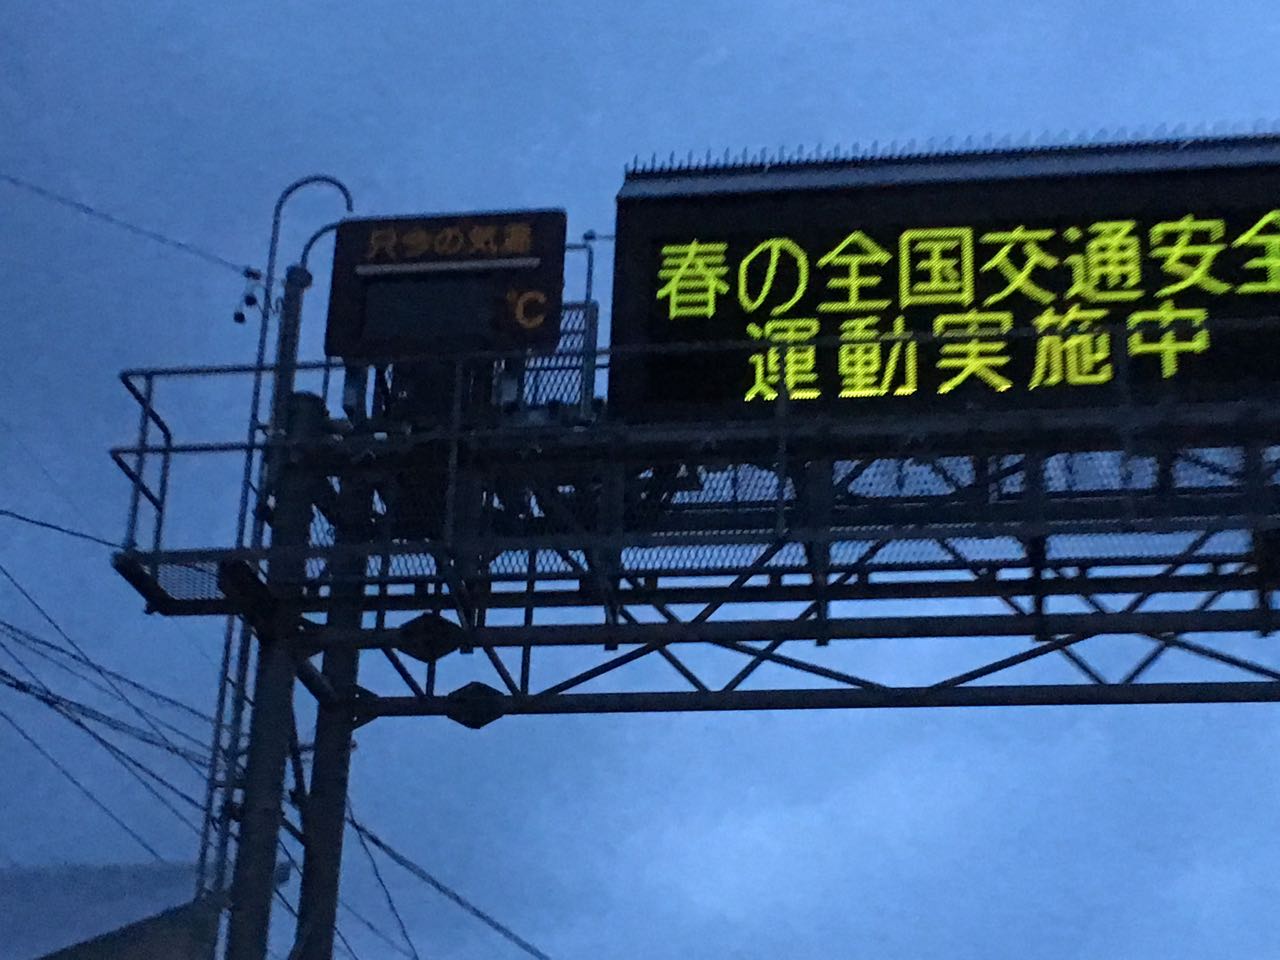 只今の気温
℃
春の全国交通安全
運動実施中